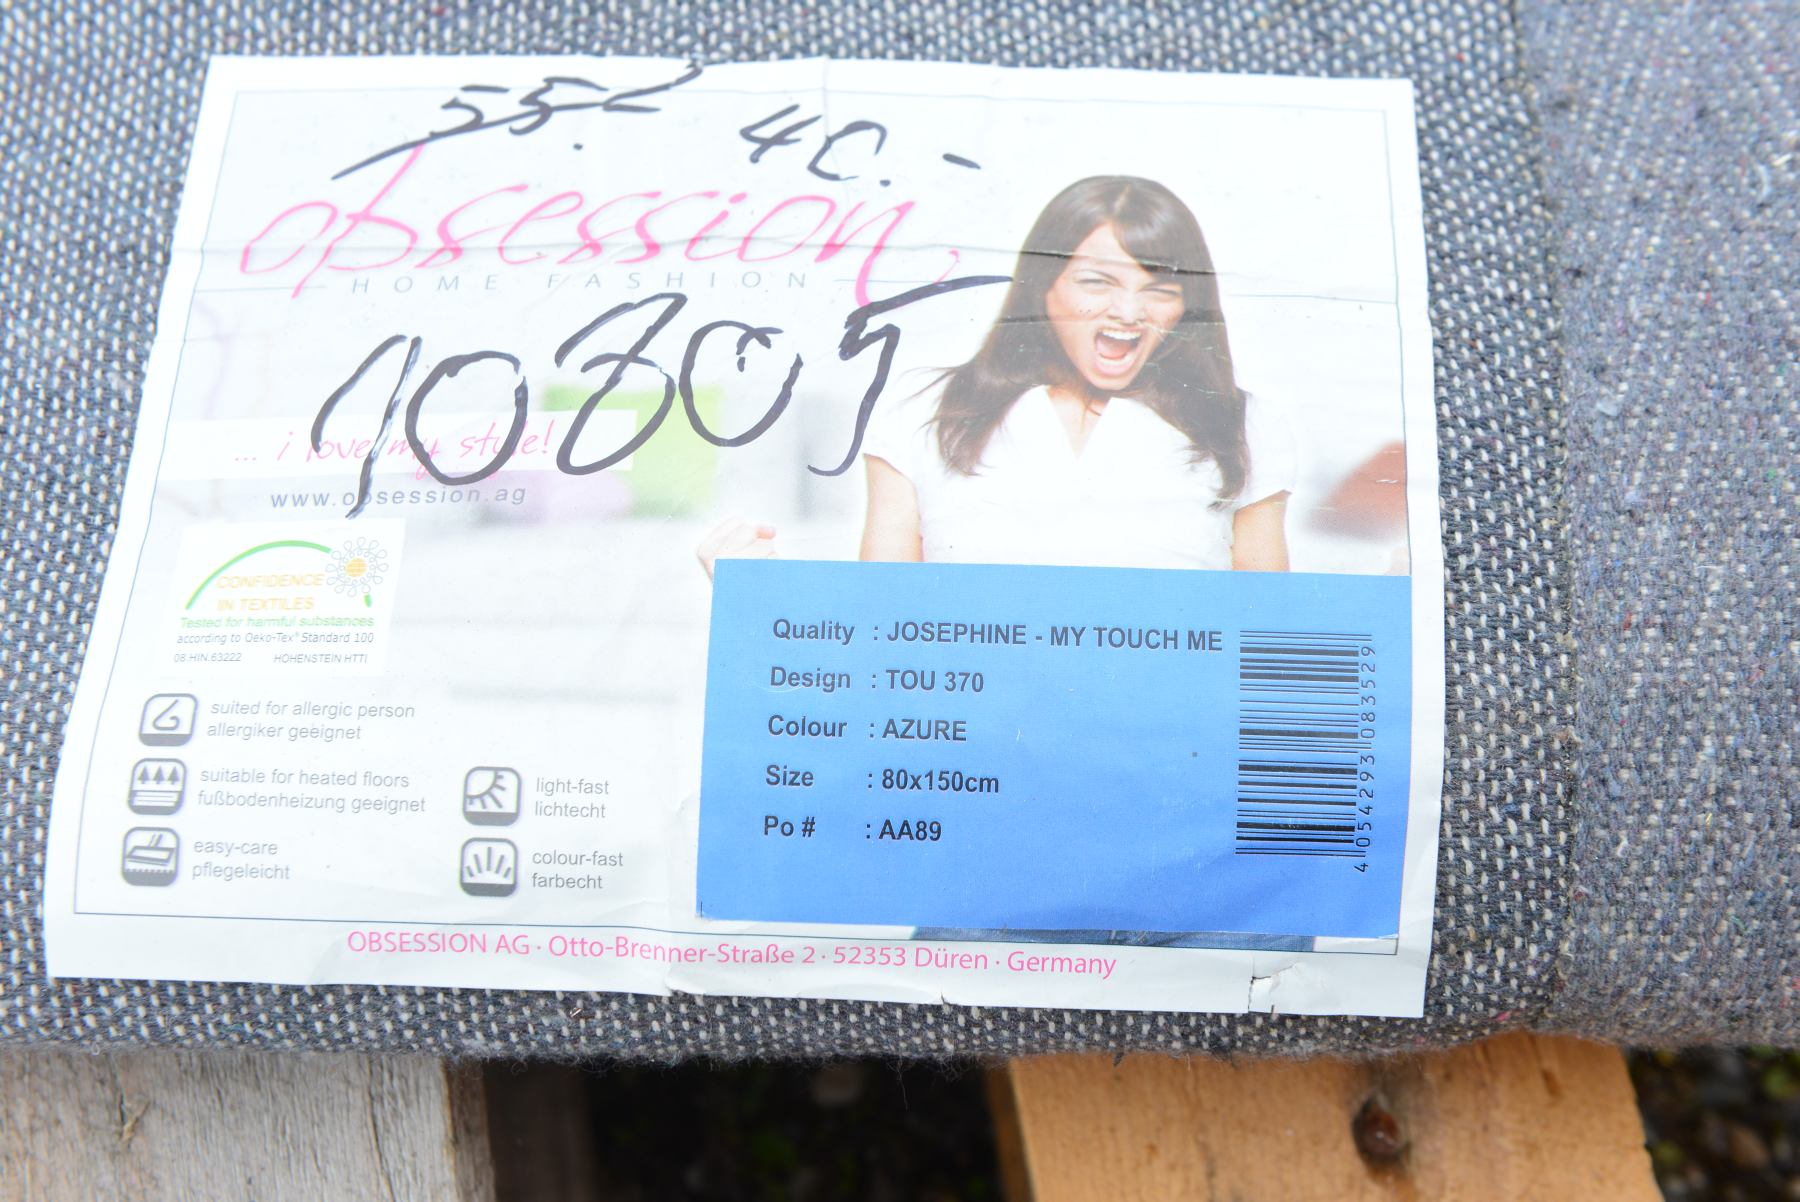 55.-
40.-
obsession
HOME FASHION
10805
... i love my style!
www.obsession.ag
CONFIDENCE
IN TEXTILES
Tested for harmful substances
according to Oeko-Tex® Standard 100
08.HIN.63222 HOHENSTEIN HTTI
suited for allergic person
allergiker geeignet
suitable for heated floors
fußbodenheizung geeignet
easy-care
pflegeleicht
light-fast
lichtecht
colour-fast
farbecht
Quality : JOSEPHINE - MY TOUCH ME
Design : TOU 370
Colour : AZURE
Size : 80x150cm
Po # : AA89
4054293083529
OBSESSION AG · Otto-Brenner-Straße 2 · 52353 Düren · Germany